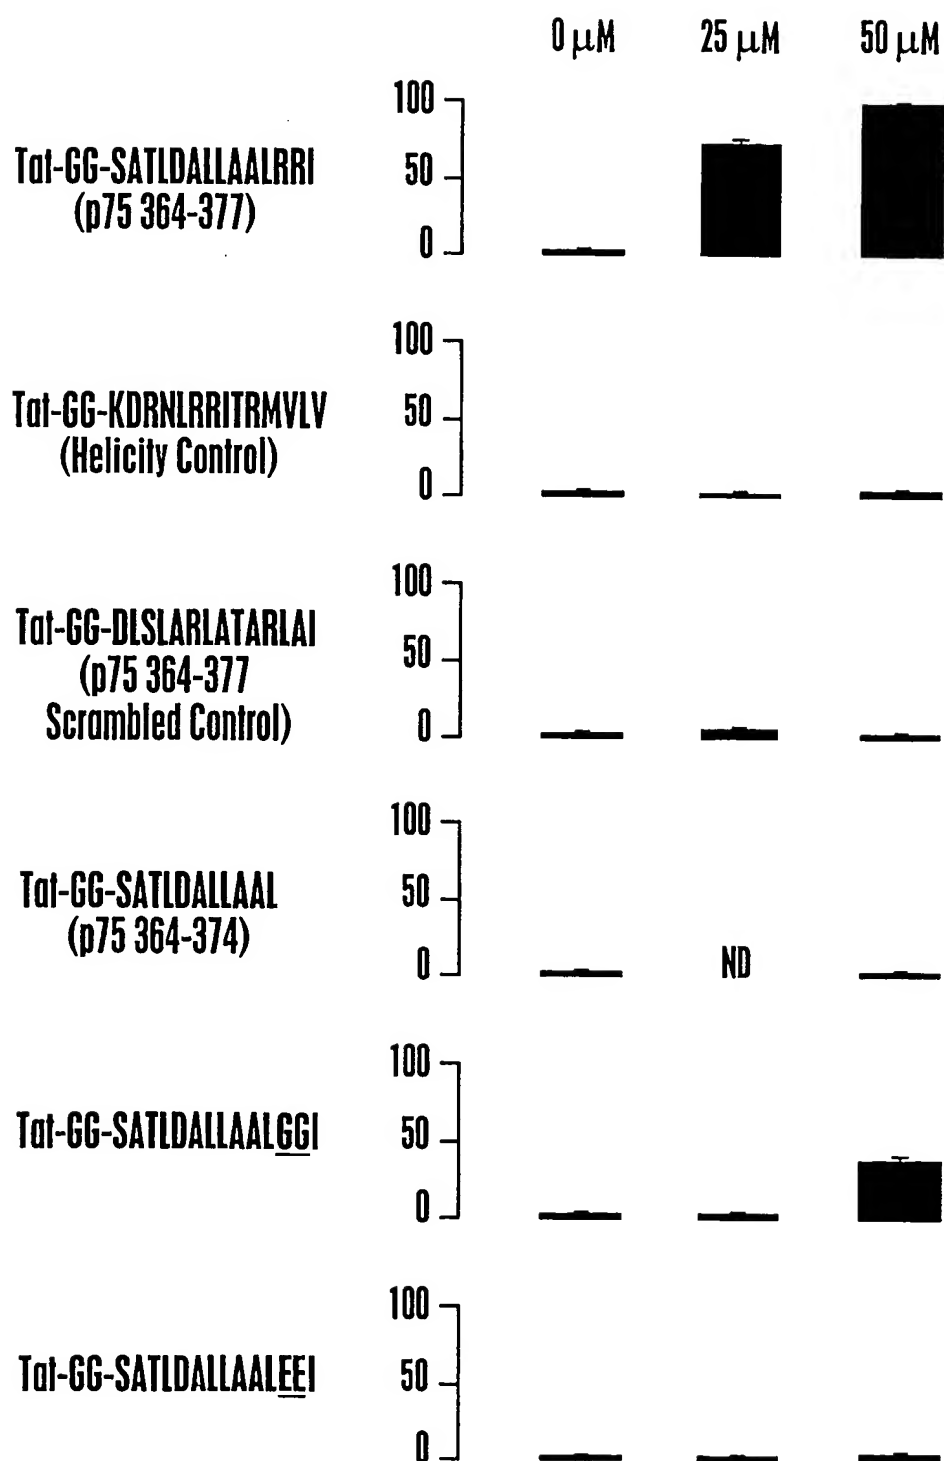 0 μM 25 μM 50 μM
100
50
0
Tat-GG-SATLDALLAALRRI
(p75 364-377)
100
50
0
Tat-GG-KDRNLRRITRMVLV
(Helicity Control)
100
50
0
Tat-GG-DLSLARLATARLAI
(p75 364-377
Scrambled Control)
100
50
0
Tat-GG-SATLDALLAAL
(p75 364-374)
ND
100
50
0
Tat-GG-SATLDALLAALGGI
100
50
0
Tat-GG-SATLDALLAALEEI